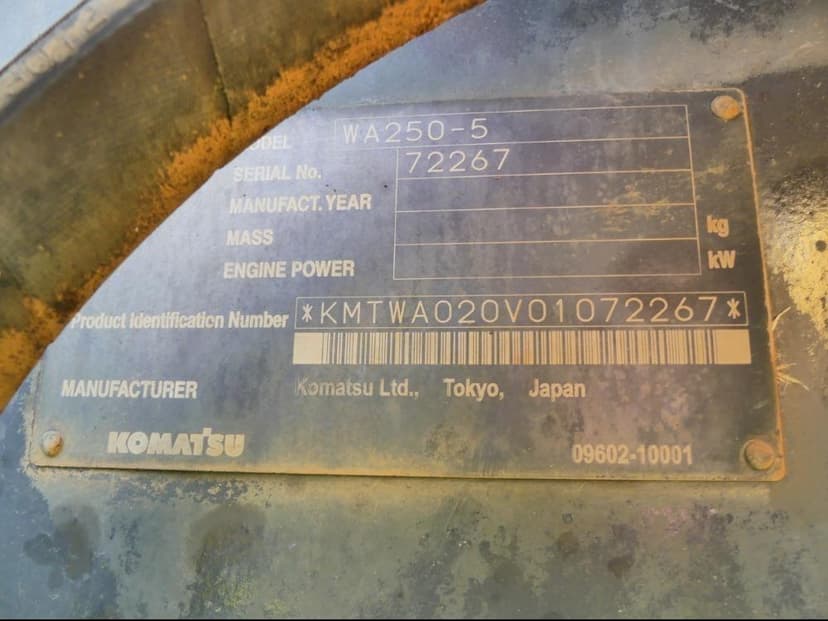 MODEL WA250-5
SERIAL No. 72267
MANUFACT. YEAR
MASS kg
ENGINE POWER kW
Product Identification Number *KMTWA020V01072267*
MANUFACTURER Komatsu Ltd., Tokyo, Japan
KOMATSU 09602-10001